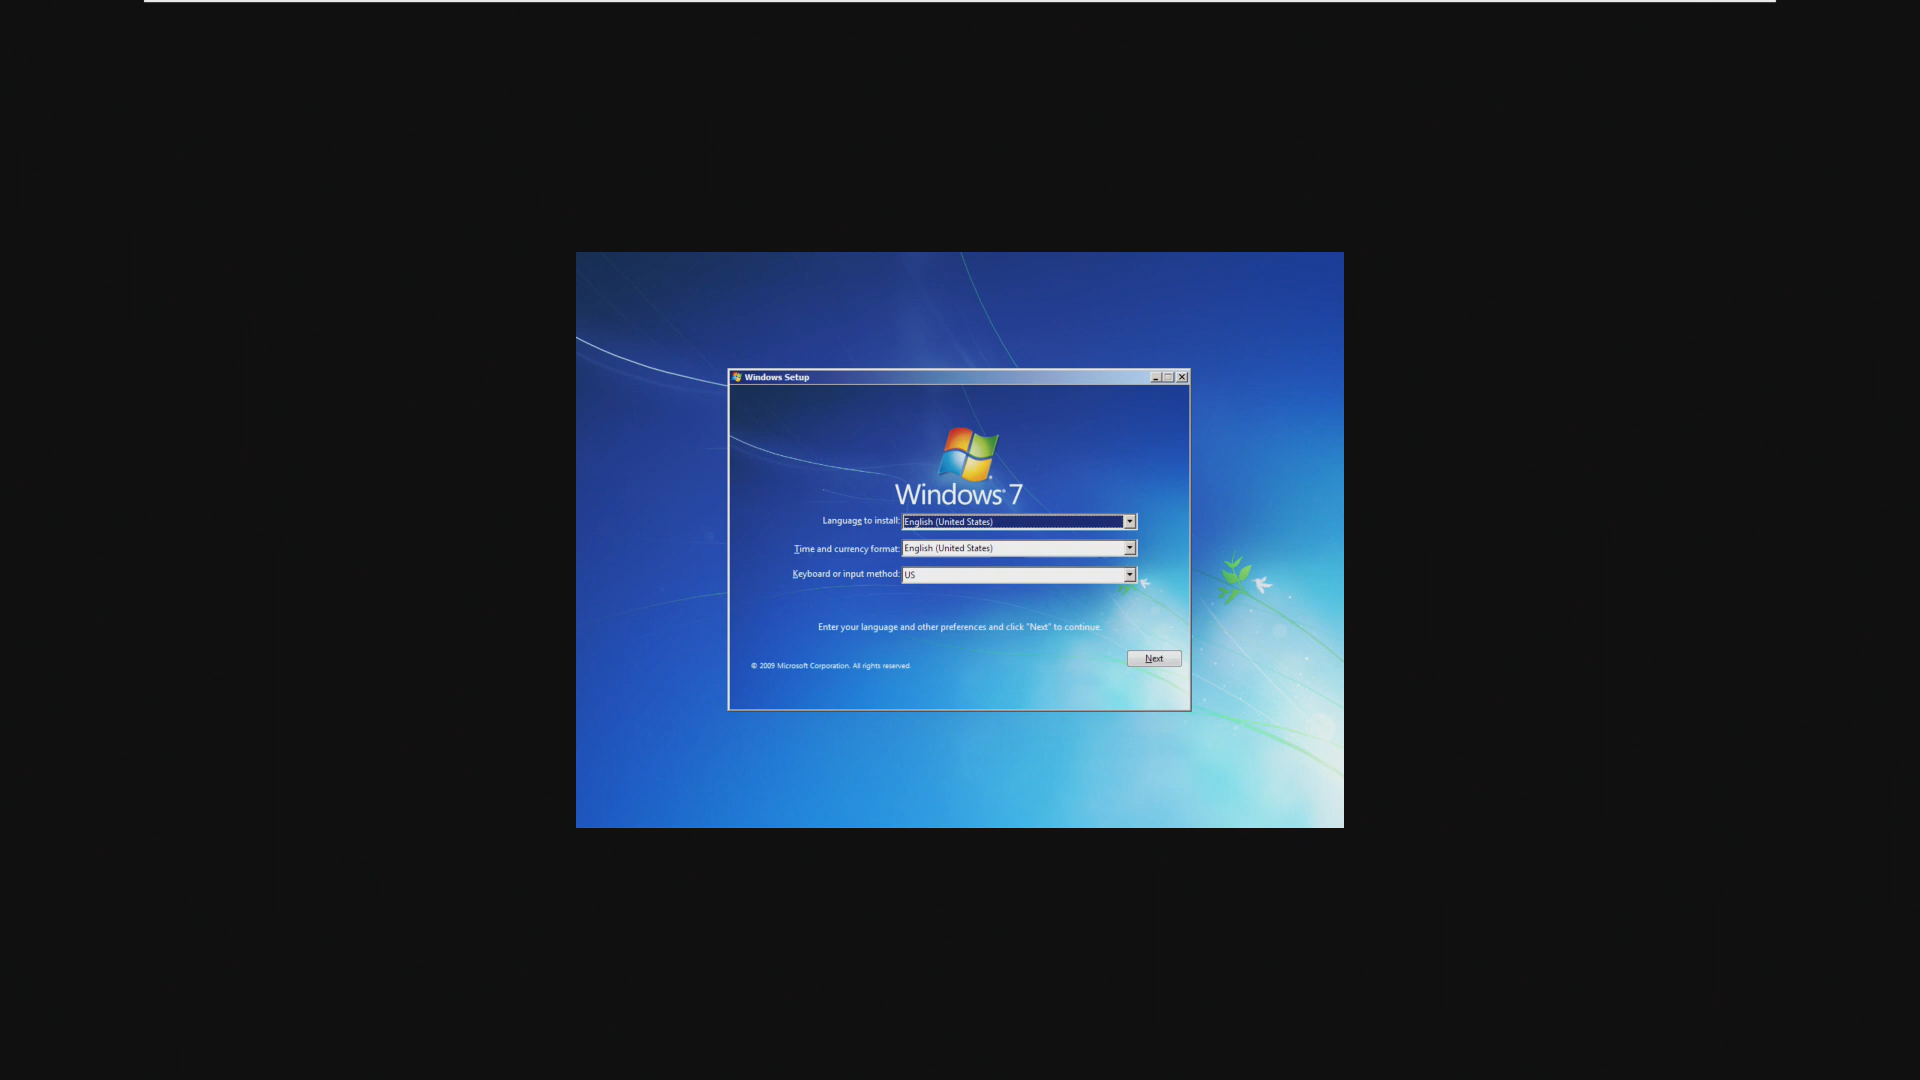 Windows Setup
Windows® 7
Language to install: English (United States)
Time and currency format: English (United States)
Keyboard or input method: US
Enter your language and other preferences and click "Next" to continue.
© 2009 Microsoft Corporation. All rights reserved.
Next